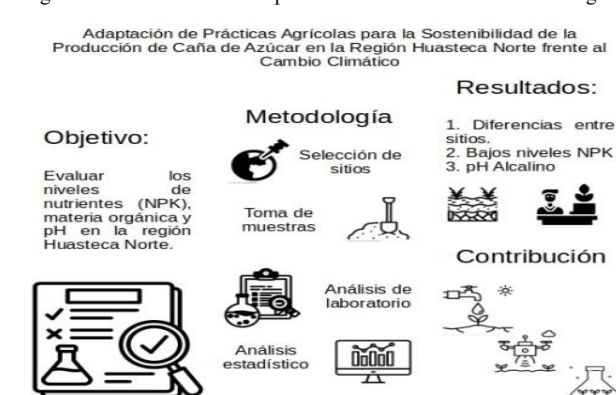 Adaptación de Prácticas Agrícolas para la Sostenibilidad de la
Producción de Caña de Azúcar en la Región Huasteca Norte frente al
Cambio Climático
Objetivo:
Evaluar los
niveles de
nutrientes (NPK),
materia orgánica y
pH en la región
Huasteca Norte.
Metodología
Selección de
sitios
Toma de
muestras
Análisis de
laboratorio
Análisis
estadístico
Resultados:
1. Diferencias entre
sitios.
2. Bajos niveles NPK
3. pH Alcalino
Contribución